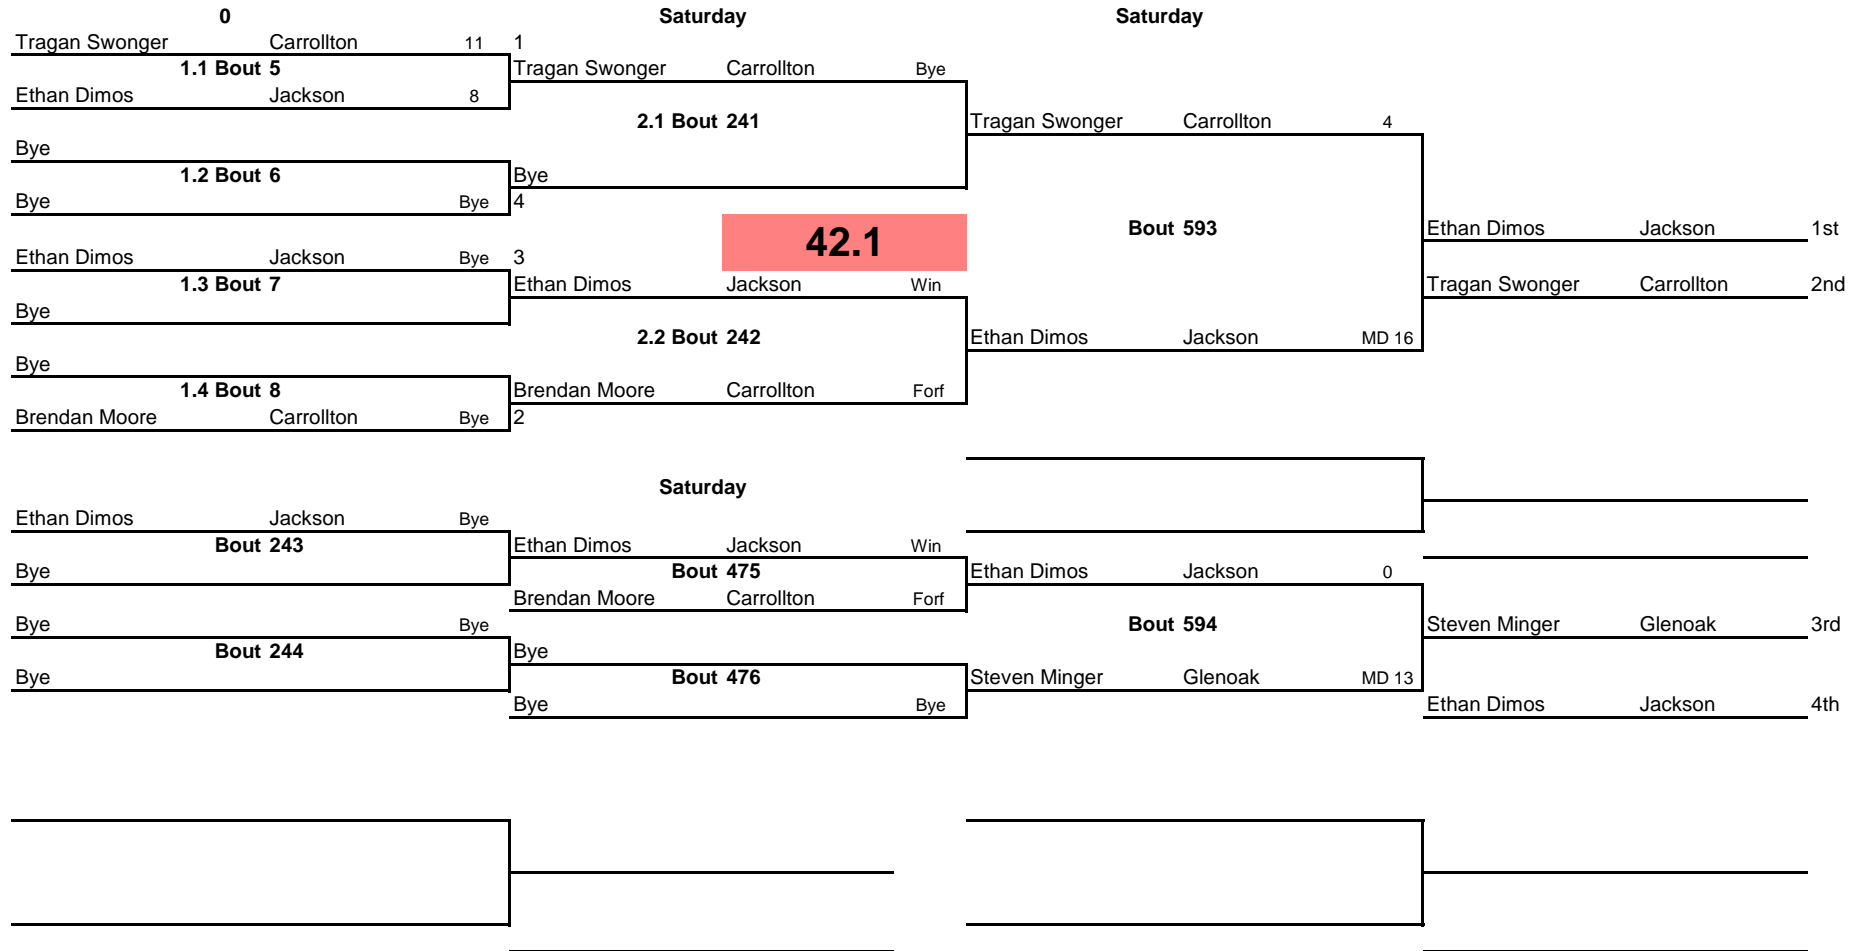 0 Saturday Saturday
Tragan Swonger Carrollton 11 1
1.1 Bout 5 Tragan Swonger Carrollton Bye
Ethan Dimos Jackson 8
2.1 Bout 241 Tragan Swonger Carrollton 4
Bye
1.2 Bout 6 Bye
Bye Bye 4
42.1 Bout 593 Ethan Dimos Jackson 1st
Ethan Dimos Jackson Bye 3
1.3 Bout 7 Ethan Dimos Jackson Win Tragan Swonger Carrollton 2nd
Bye
2.2 Bout 242 Ethan Dimos Jackson MD 16
Bye
1.4 Bout 8 Brendan Moore Carrollton Forf
Brendan Moore Carrollton Bye 2
Saturday
Ethan Dimos Jackson Bye
Bout 243 Ethan Dimos Jackson Win
Bye Bout 475 Ethan Dimos Jackson 0
Brendan Moore Carrollton Forf
Bye Bye Bout 594 Steven Minger Glenoak 3rd
Bout 244 Bye
Bye Bout 476 Steven Minger Glenoak MD 13
Bye Bye Ethan Dimos Jackson 4th